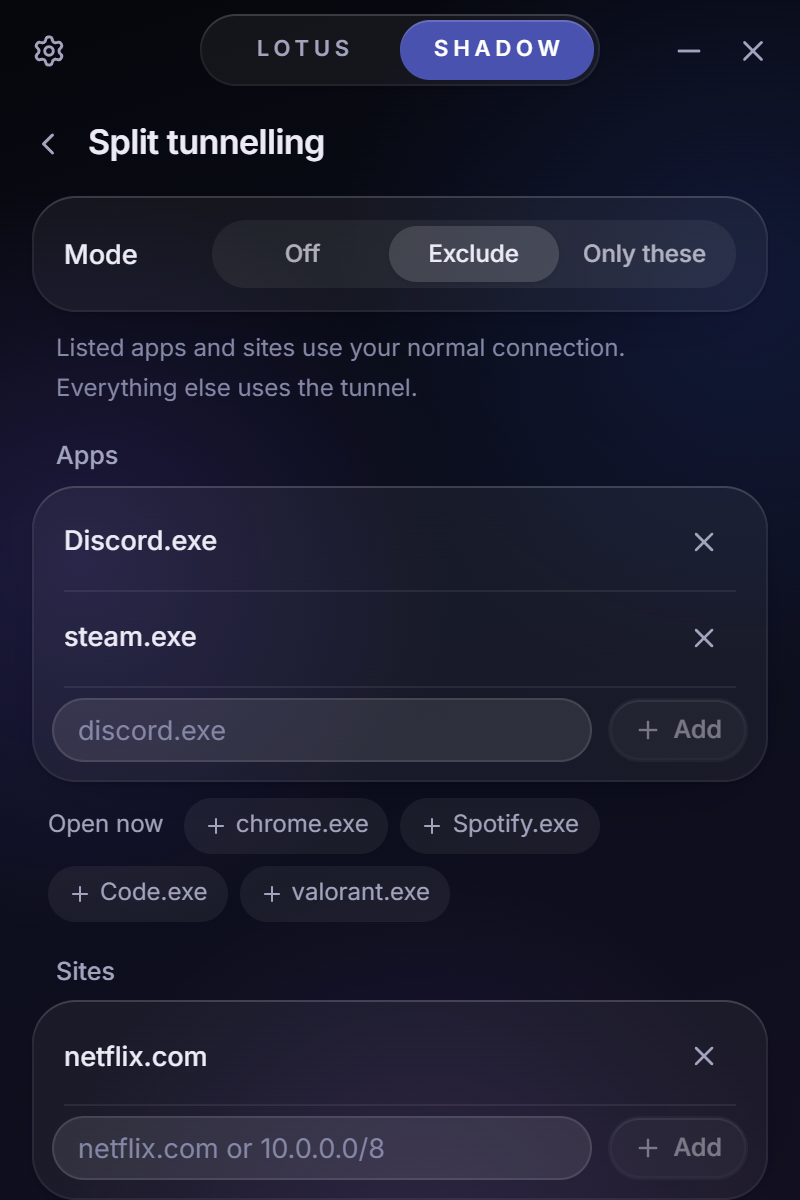 LOTUS SHADOW
Split tunnelling
Mode Off Exclude Only these
Listed apps and sites use your normal connection.
Everything else uses the tunnel.
Apps
Discord.exe
steam.exe
discord.exe + Add
Open now + chrome.exe + Spotify.exe
+ Code.exe + valorant.exe
Sites
netflix.com
netflix.com or 10.0.0.0/8 + Add